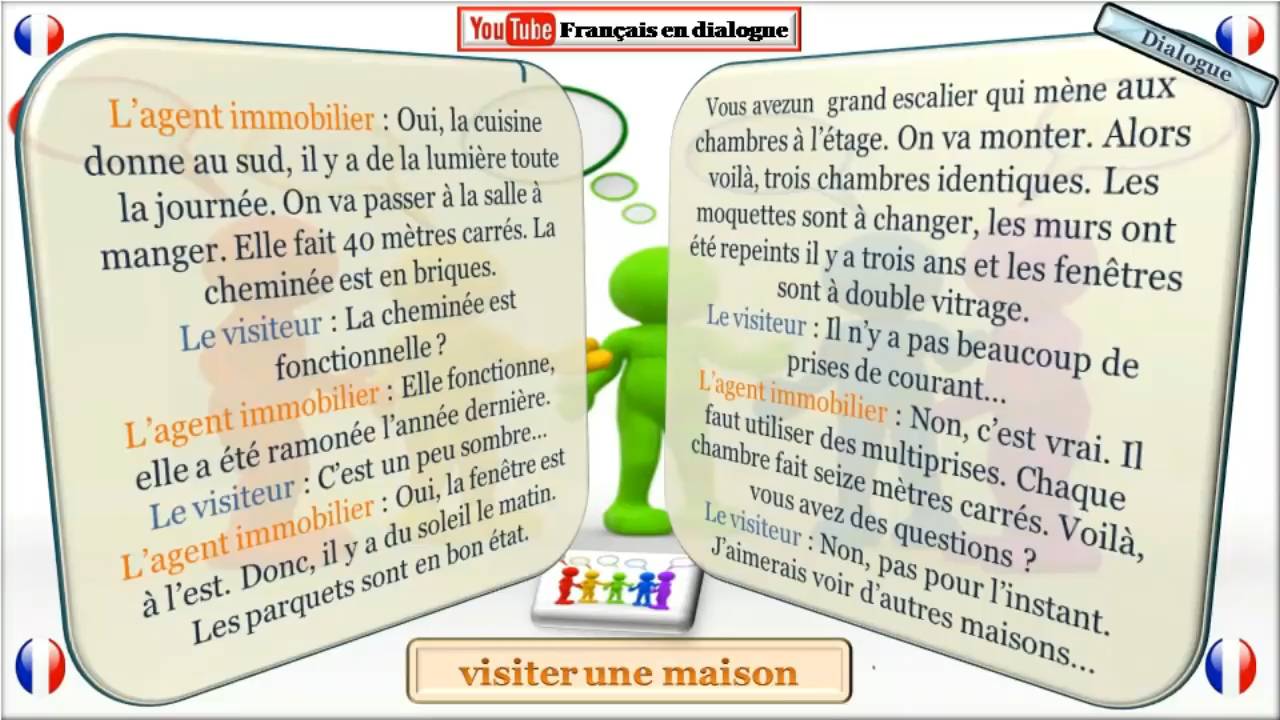 YouTube Français en dialogue
Dialogue
L'agent immobilier : Oui, la cuisine
donne au sud, il y a de la lumière toute
la journée. On va passer à la salle à
manger. Elle fait 40 mètres carrés. La
cheminée est en briques.
Le visiteur : La cheminée est
fonctionnelle ?
L'agent immobilier : Elle fonctionne,
elle a été ramonée l'année dernière.
Le visiteur : C'est un peu sombre...
L'agent immobilier : Oui, la fenêtre est
à l'est. Donc, il y a du soleil le matin.
Les parquets sont en bon état.
Vous avezun grand escalier qui mène aux
chambres à l'étage. On va monter. Alors
voilà, trois chambres identiques. Les
moquettes sont à changer, les murs ont
été repeints il y a trois ans et les fenêtres
sont à double vitrage.
Le visiteur : Il n'y a pas beaucoup de
prises de courant...
L'agent immobilier : Non, c'est vrai. Il
faut utiliser des multiprises. Chaque
chambre fait seize mètres carrés. Voilà,
vous avez des questions ?
Le visiteur : Non, pas pour l'instant.
J'aimerais voir d'autres maisons...
visiter une maison